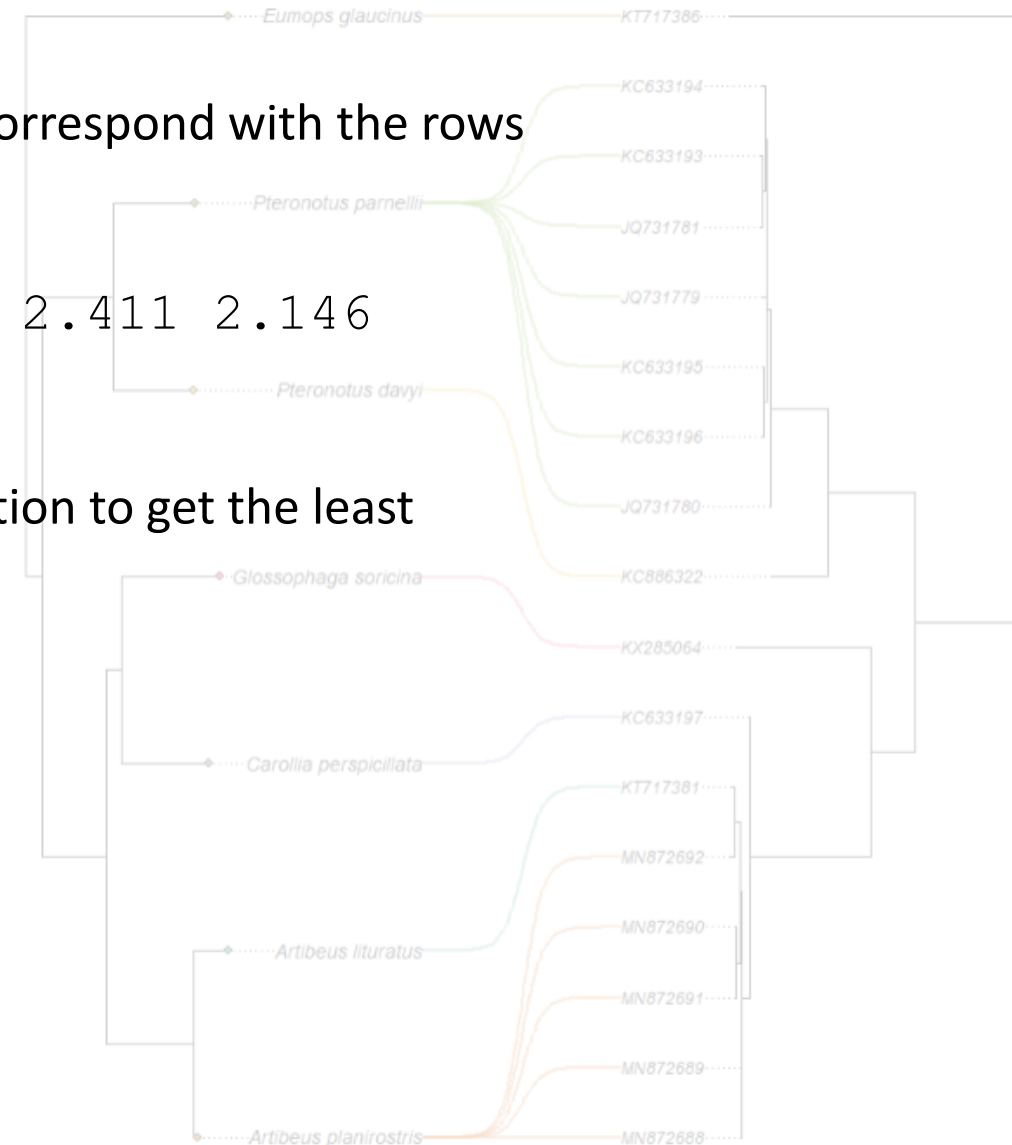 Eumops glaucinus KT717386
KC633194
orrespond with the rows
KC633193
Pteronotus parnellii
JQ731781
JQ731779
2.411 2.146
KC633195
Pteronotus davyi
KC633196
JQ731780
tion to get the least
Glossophaga soricina KC886322
KX285064
KC633197
Carollia perspicillata
KT717381
MN872692
MN872690
Artibeus lituratus
MN872691
MN872689
Artibeus planirostris MN872688